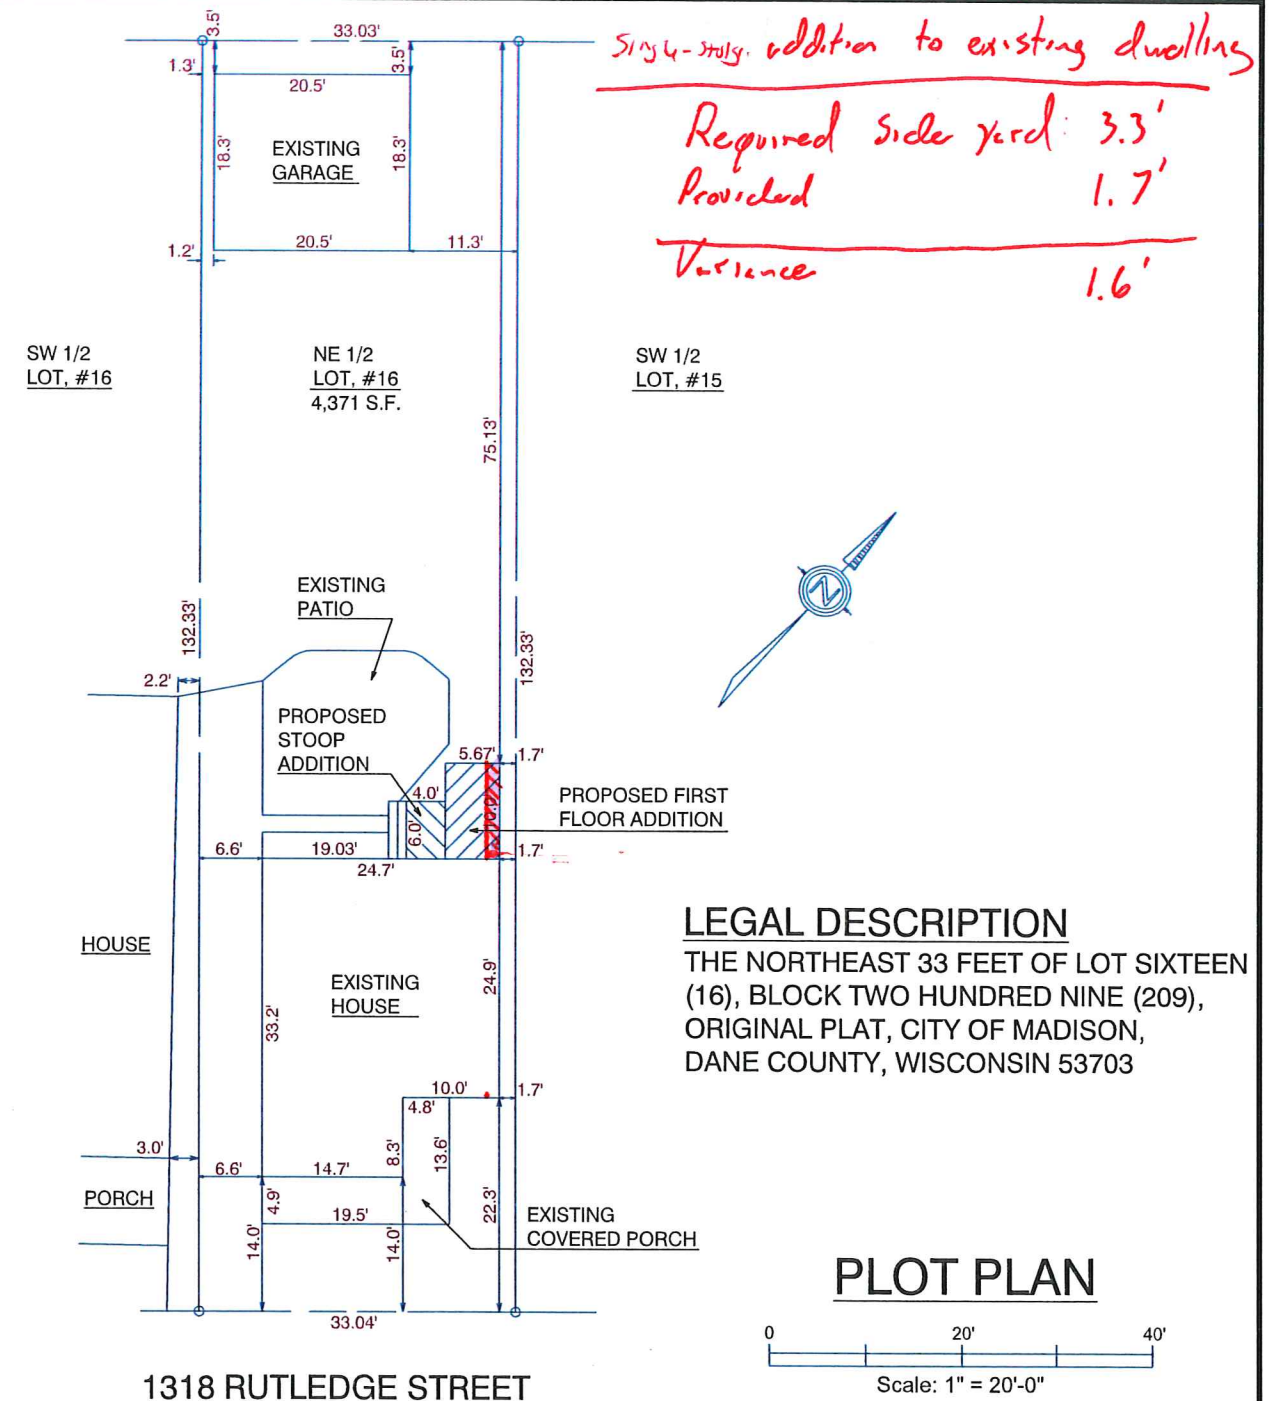 3.5'
33.03'
Single-story addition to existing dwelling
1.3'
3.5'
20.5'
Required Side yard: 3.3'
Provided 1.7'
Variance 1.6'
18.3'
EXISTING
GARAGE
18.3'
1.2'
20.5'
11.3'
SW 1/2
LOT, #16
NE 1/2
LOT, #16
4,371 S.F.
SW 1/2
LOT, #15
75.13'
N
EXISTING
PATIO
132.33'
132.33'
2.2'
PROPOSED
STOOP
ADDITION
5.67'
1.7'
4.0'
6.0'
PROPOSED FIRST
FLOOR ADDITION
6.6'
19.03'
1.7'
24.7'
HOUSE
EXISTING
HOUSE
24.9'
33.2'
LEGAL DESCRIPTION
THE NORTHEAST 33 FEET OF LOT SIXTEEN
(16), BLOCK TWO HUNDRED NINE (209),
ORIGINAL PLAT, CITY OF MADISON,
DANE COUNTY, WISCONSIN 53703
10.0'
1.7'
4.8'
3.0'
8.3'
13.6'
6.6'
14.7'
PORCH
4.9'
19.5'
22.3'
14.0'
14.0'
EXISTING
COVERED PORCH
33.04'
PLOT PLAN
0 20' 40'
Scale: 1" = 20'-0"
1318 RUTLEDGE STREET